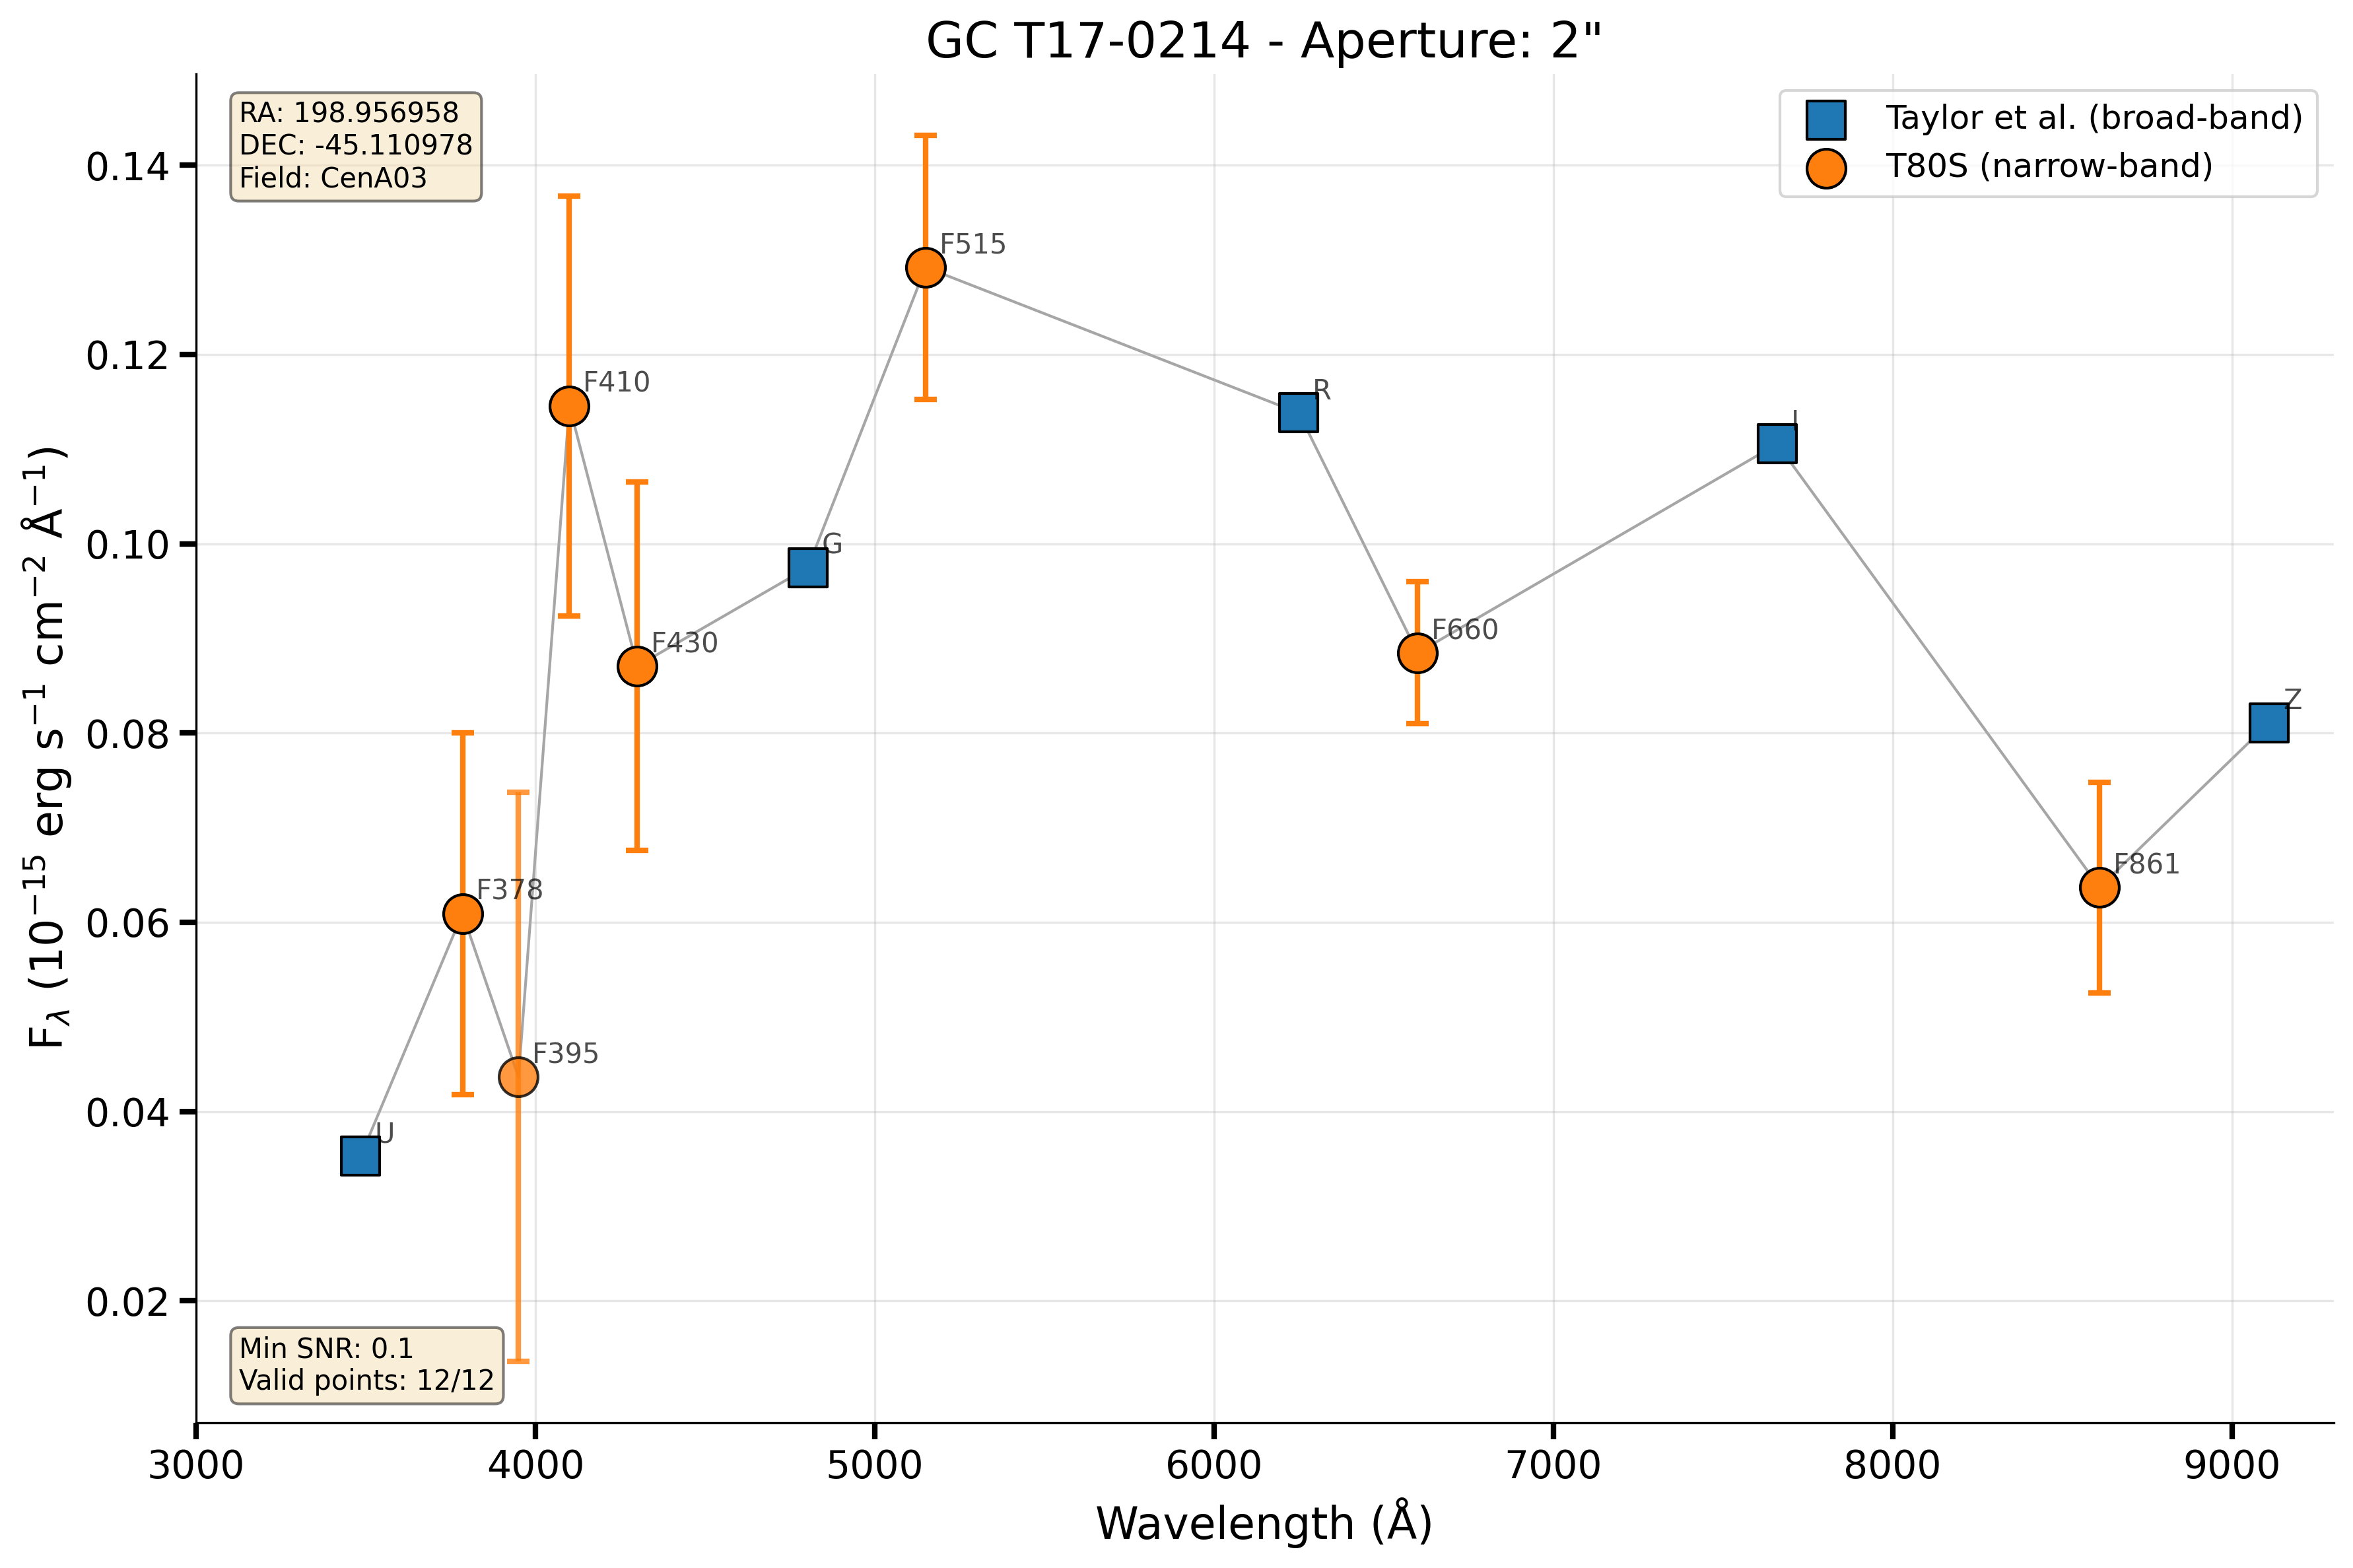 GC T17-0214 - Aperture: 2"
RA: 198.956958
DEC: -45.110978
Field: CenA03
Taylor et al. (broad-band)
T80S (narrow-band)
0.14
0.12
0.10
0.08
0.06
0.04
0.02
F_λ (10⁻¹⁵ erg s⁻¹ cm⁻² Å⁻¹)
U
F378
F395
F410
F430
G
F515
R
F660
I
F861
Z
Min SNR: 0.1
Valid points: 12/12
3000 4000 5000 6000 7000 8000 9000
Wavelength (Å)